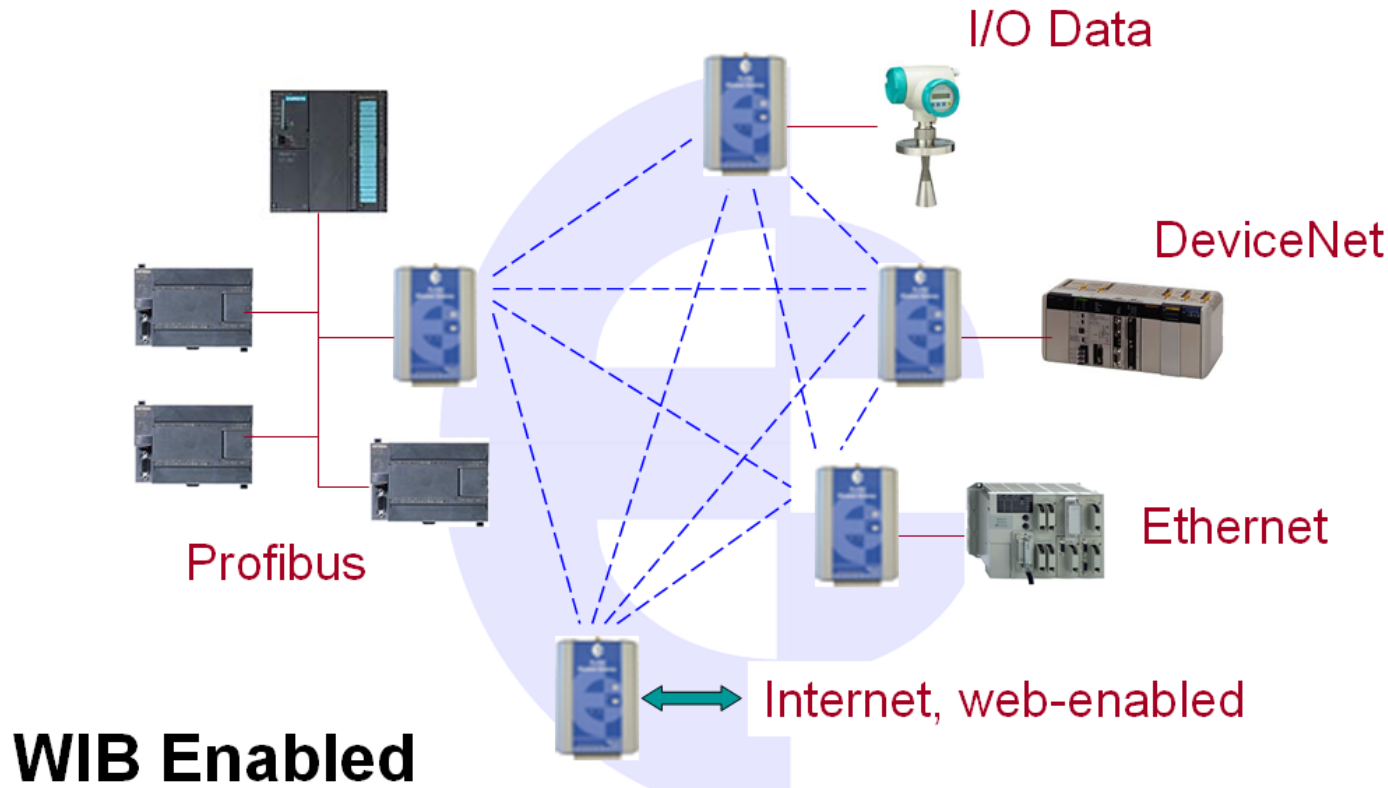 I/O Data
DeviceNet
Ethernet
Profibus
Internet, web-enabled
WIB Enabled